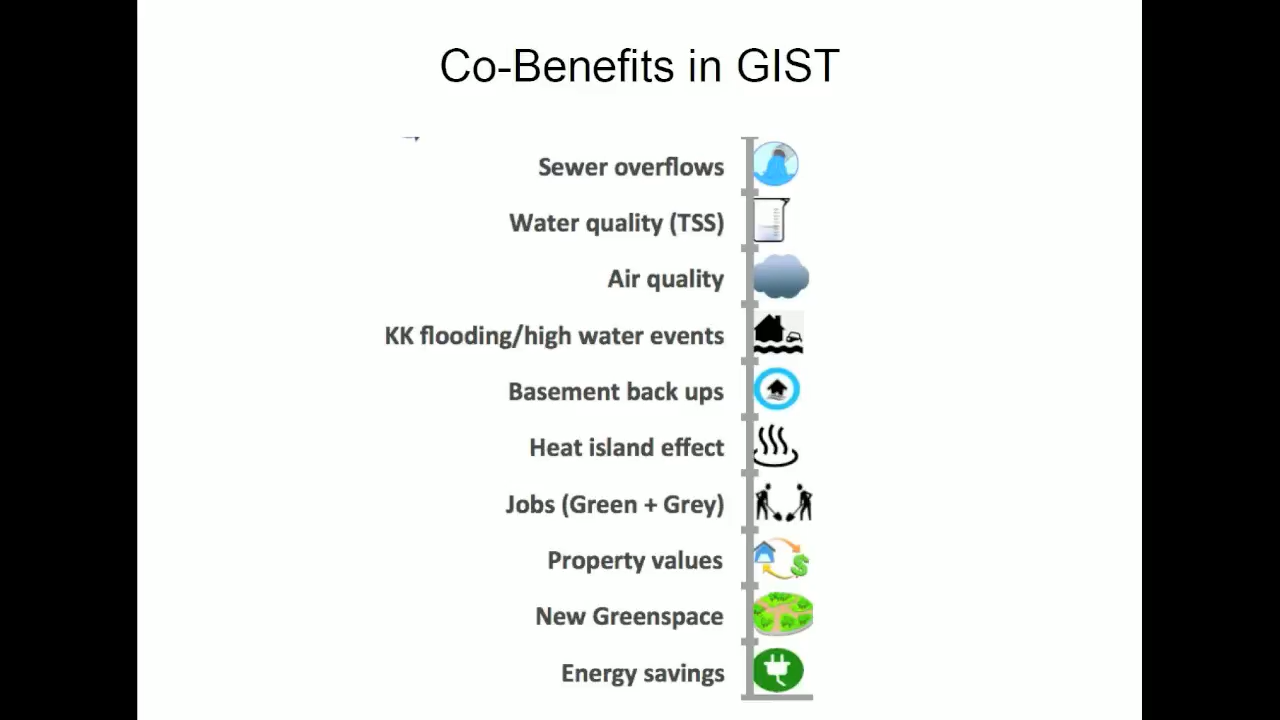 Co-Benefits in GIST
Sewer overflows
Water quality (TSS)
Air quality
KK flooding/high water events
Basement back ups
Heat island effect
Jobs (Green + Grey)
Property values
$
New Greenspace
Energy savings